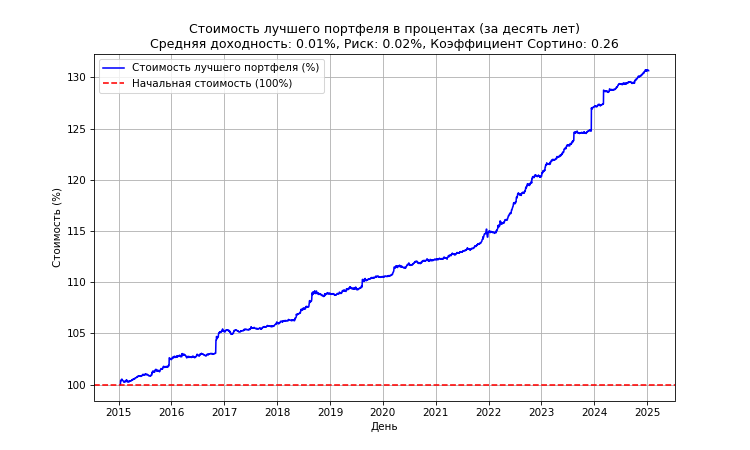 Стоимость лучшего портфеля в процентах (за десять лет)
Средняя доходность: 0.01%, Риск: 0.02%, Коэффициент Сортино: 0.26
Стоимость лучшего портфеля (%)
Начальная стоимость (100%)
Стоимость (%)
130
125
120
115
110
105
100
2015 2016 2017 2018 2019 2020 2021 2022 2023 2024 2025
День